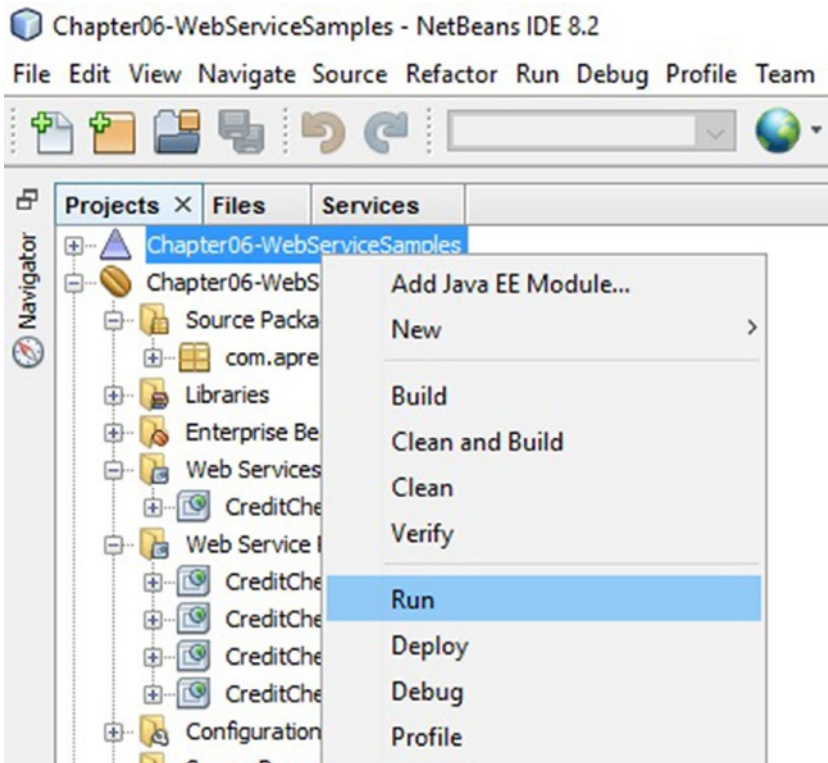 Chapter06-WebServiceSamples - NetBeans IDE 8.2
File Edit View Navigate Source Refactor Run Debug Profile Team
Projects × Files Services
Navigator
Chapter06-WebServiceSamples
Chapter06-WebS
Source Packa
com.apre
Libraries
Enterprise Be
Web Services
CreditChe
Web Service
CreditChe
CreditChe
CreditChe
CreditChe
Configuration
Add Java EE Module...
New >
Build
Clean and Build
Clean
Verify
Run
Deploy
Debug
Profile